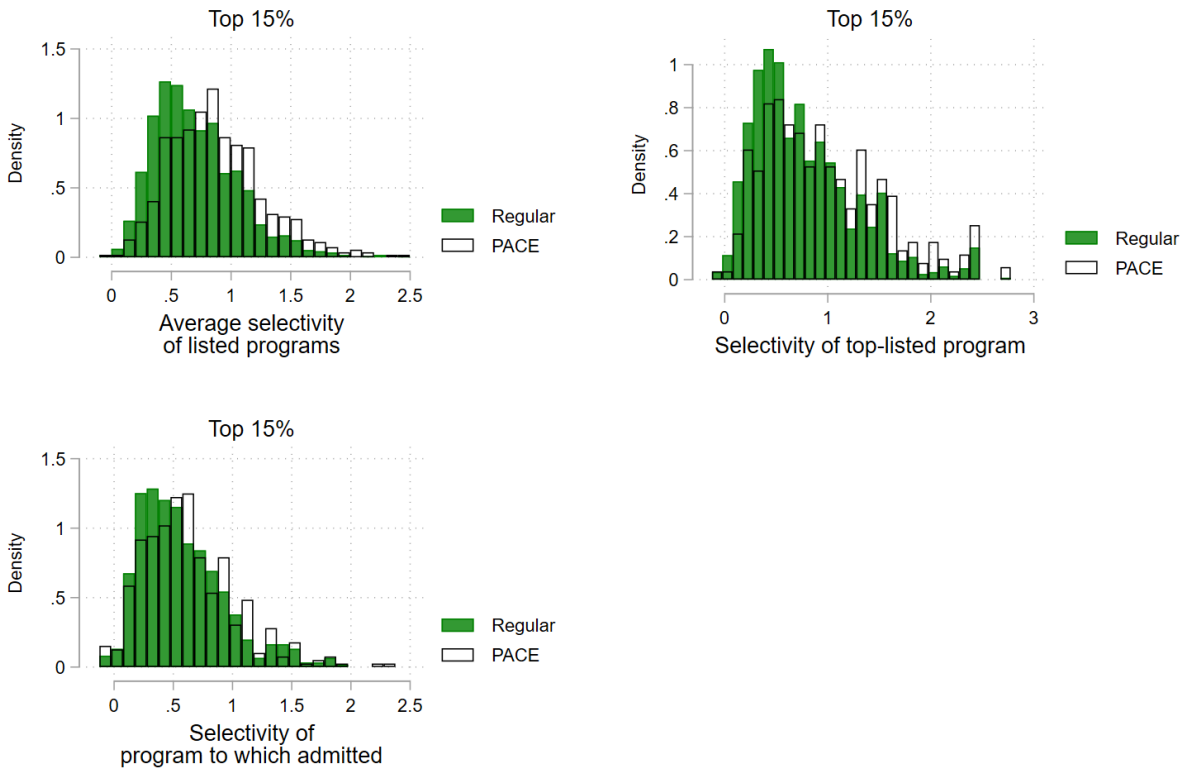 Top 15%
1.5
1
.5
0
Density
0 .5 1 1.5 2 2.5
Average selectivity
of listed programs
Regular
PACE
Top 15%
1
.8
.6
.4
.2
0
Density
0 1 2 3
Selectivity of top-listed program
Regular
PACE
Top 15%
1.5
1
.5
0
Density
0 .5 1 1.5 2 2.5
Selectivity of
program to which admitted
Regular
PACE